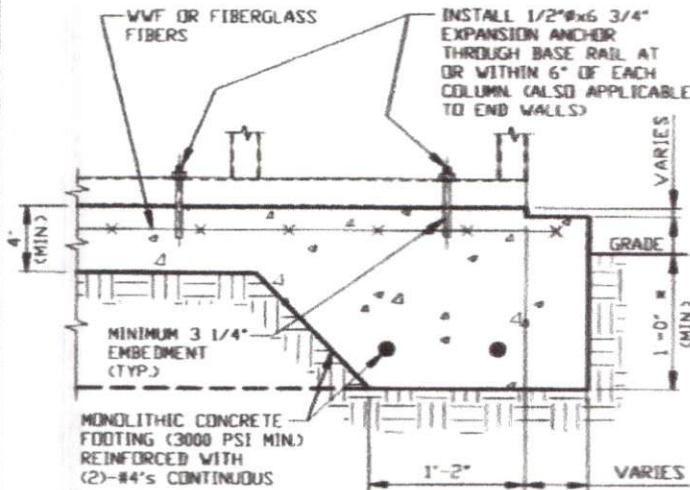 WWF OR FIBERGLASS
FIBERS
INSTALL 1/2"Øx6 3/4"
EXPANSION ANCHOR
THROUGH BASE RAIL AT
OR WITHIN 6" OF EACH
COLUMN (ALSO APPLICABLE
TO END WALLS)
VARIES
4"
(MIN.)
GRADE
1'-0" *
(MIN.)
MINIMUM 3 1/4"
EMBEDMENT
(TYP.)
MONOLITHIC CONCRETE
FOOTING (3000 PSI MIN.)
REINFORCED WITH
(2)-#4's CONTINUOUS
1'-2"
VARIES